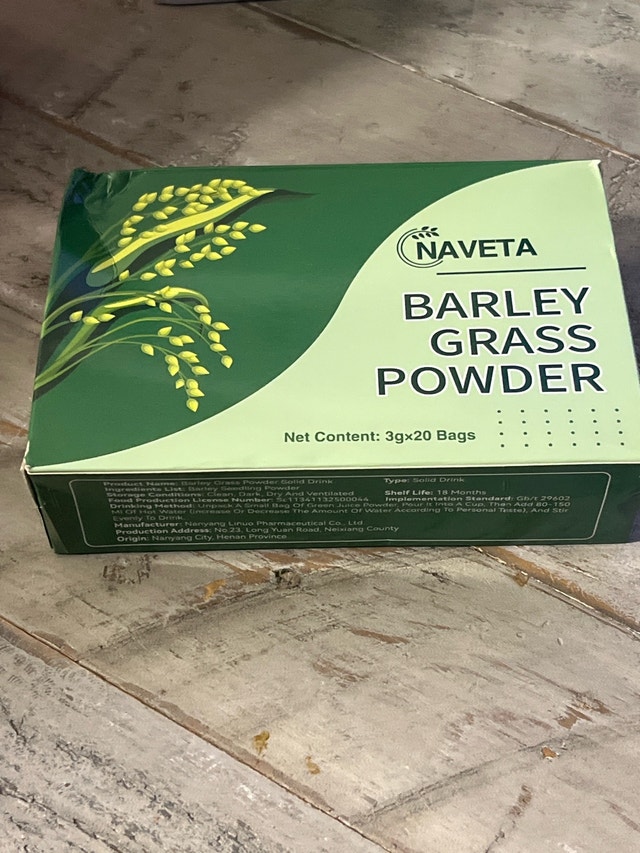 NAVETA
BARLEY
GRASS
POWDER
Net Content: 3gx20 Bags
Product Name: Barley Grass Powder Solid Drink
Type: Solid Drink
Ingredients List: Barley Seedling Powder
Storage Conditions: Clean, Dark, Dry And Ventilated
Shelf Life: 18 Months
Food Production License Number: Sc11341132500044
Implementation Standard: Gb/t 29602
Drinking Method: Unpack A Small Bag Of Green Juice Powder, Pour It Into A Cup, Then Add 80-150
Ml Of Hot Water (increase Or Decrease The Amount Of Water According To Personal Taste), And Stir
Evenly To Drink.
Manufacturer: Nanyang Linuo Pharmaceutical Co., Ltd
Production Address: No.23, Long Yuan Road, Neixiang County
Origin: Nanyang City, Henan Province